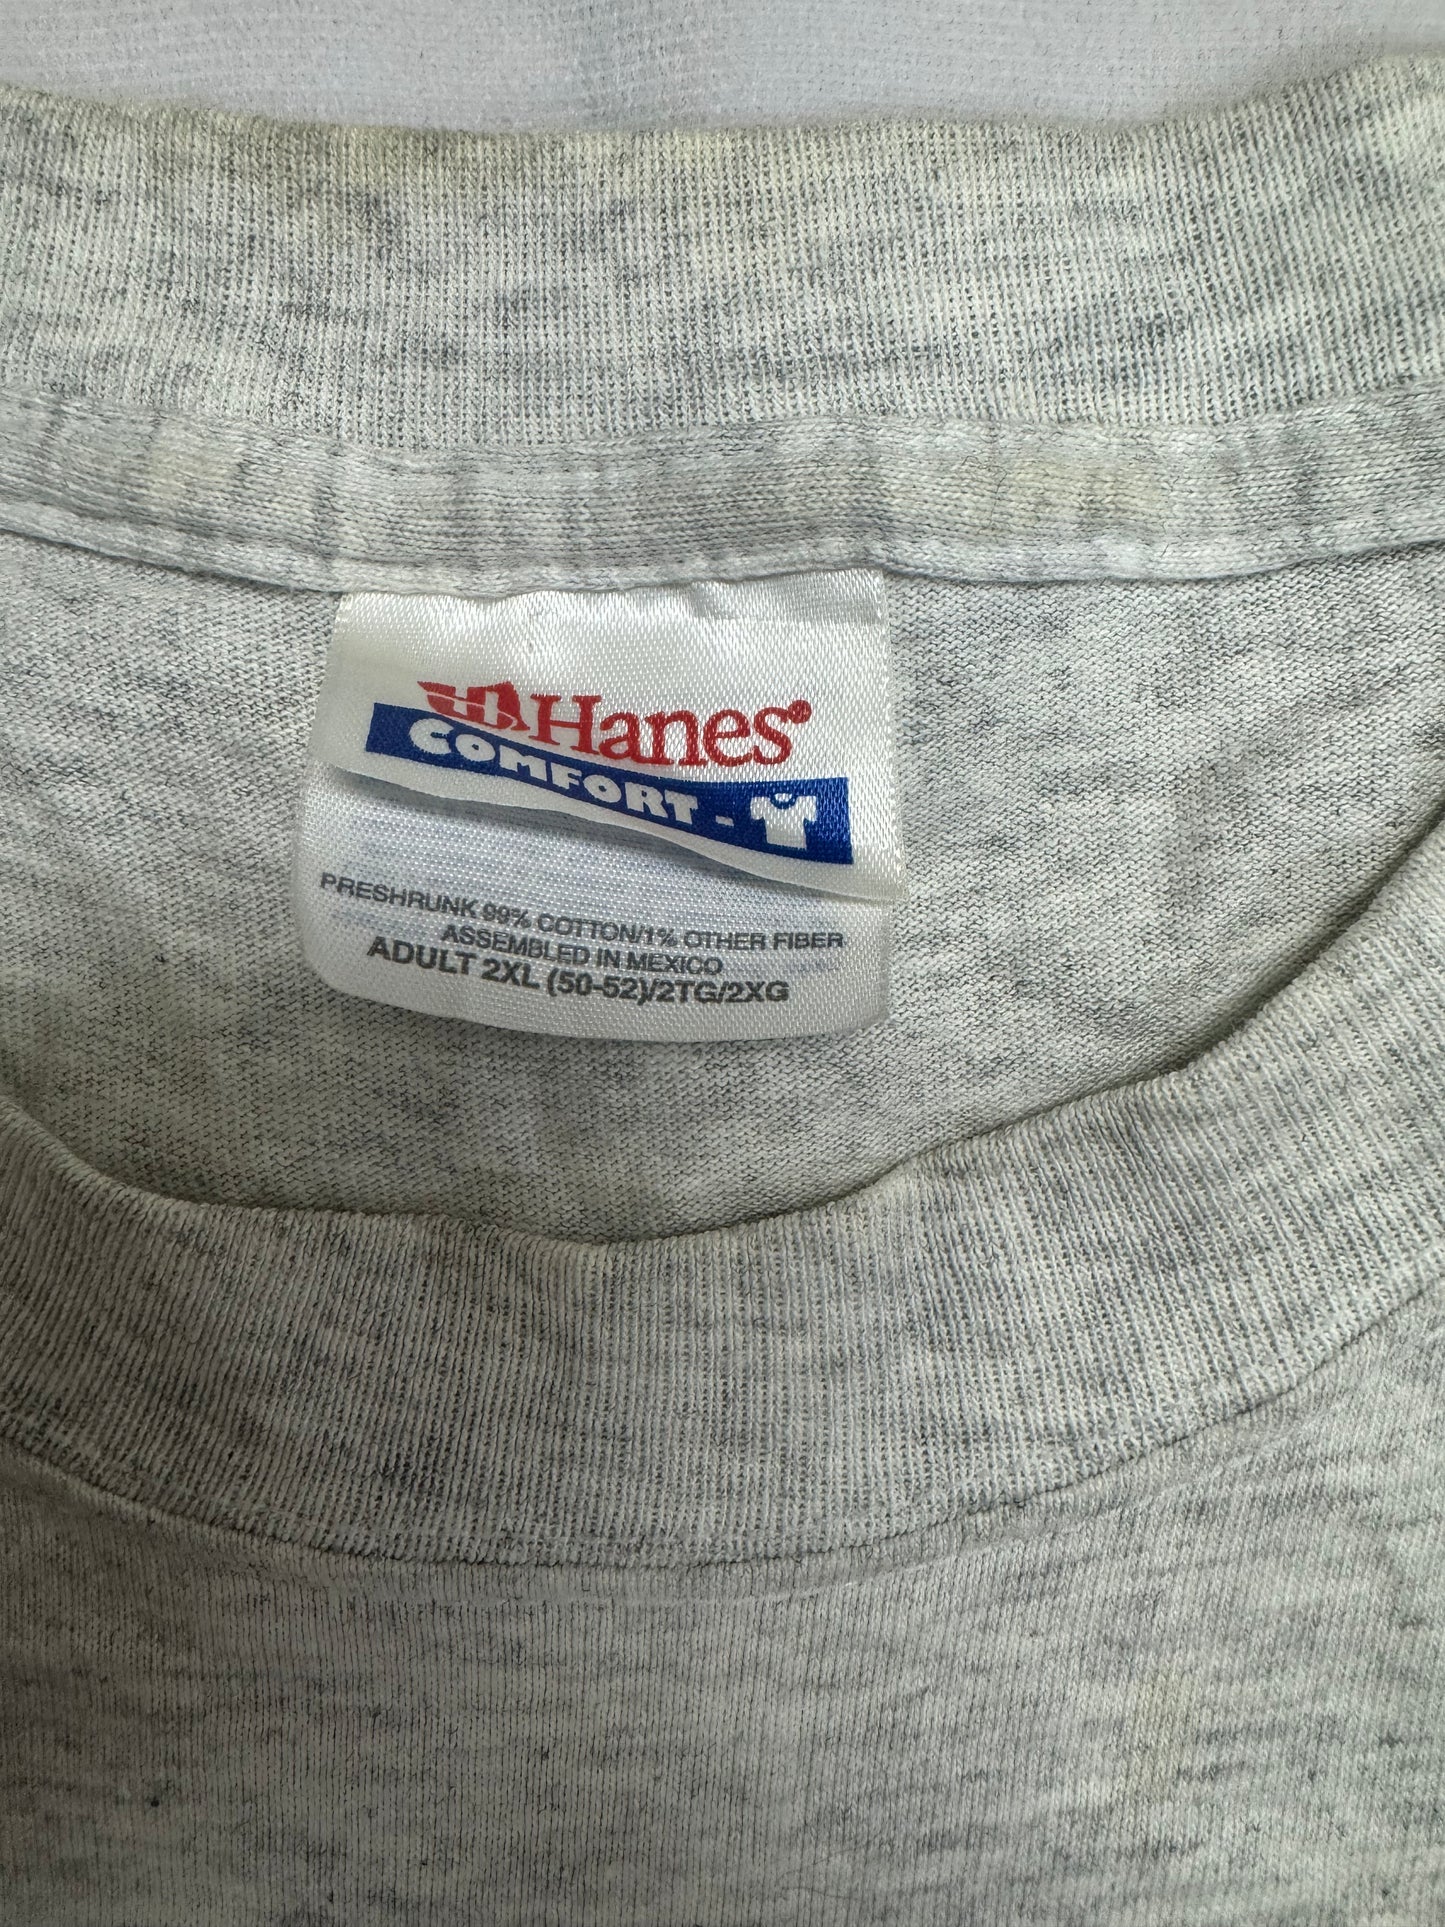 Hanes®
COMFORT -
PRESHRUNK 99% COTTON/1% OTHER FIBER
ASSEMBLED IN MEXICO
ADULT 2XL (50-52)/2TG/2XG